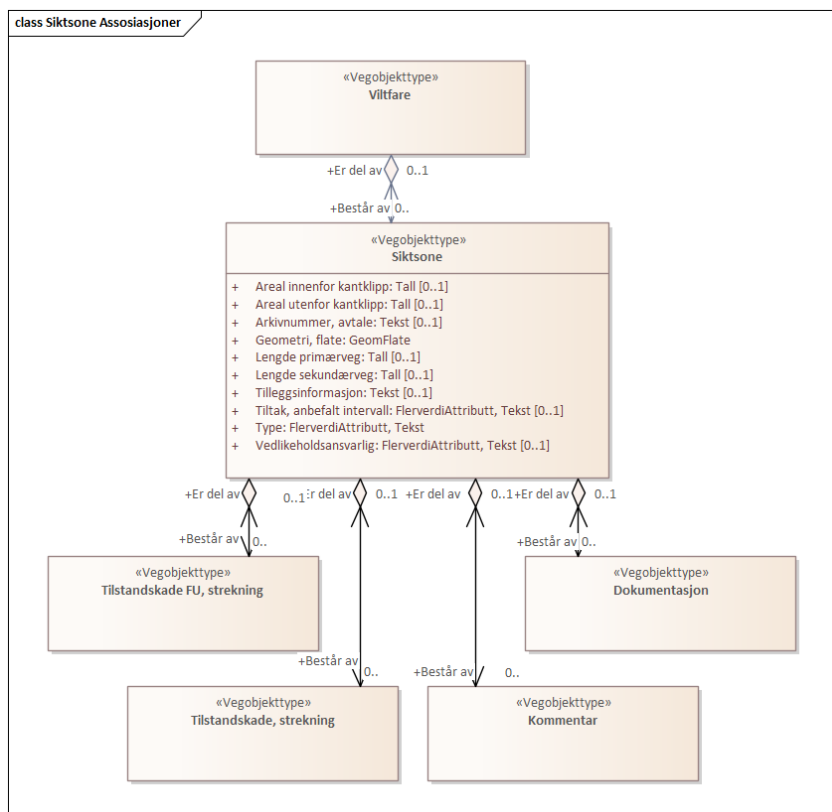 class Siktsone Assosiasjoner
«Vegobjekttype»
Viltfare
+Er del av 0..1
+Består av 0..
«Vegobjekttype»
Siktsone
+ Areal innenfor kantklipp: Tall [0..1]
+ Areal utenfor kantklipp: Tall [0..1]
+ Arkivnummer, avtale: Tekst [0..1]
+ Geometri, flate: GeomFlate
+ Lengde primærveg: Tall [0..1]
+ Lengde sekundærveg: Tall [0..1]
+ Tilleggsinformasjon: Tekst [0..1]
+ Tiltak, anbefalt intervall: FlerverdiAttributt, Tekst [0..1]
+ Type: FlerverdiAttributt, Tekst
+ Vedlikeholdsansvarlig: FlerverdiAttributt, Tekst [0..1]
+Er del av 0..1 Er del av 0..1 +Er del av 0..1 +Er del av 0..1
+Består av 0.. +Består av 0..
«Vegobjekttype»
Tilstandskade FU, strekning
«Vegobjekttype»
Dokumentasjon
+Består av 0.. +Består av 0..
«Vegobjekttype»
Tilstandskade, strekning
«Vegobjekttype»
Kommentar